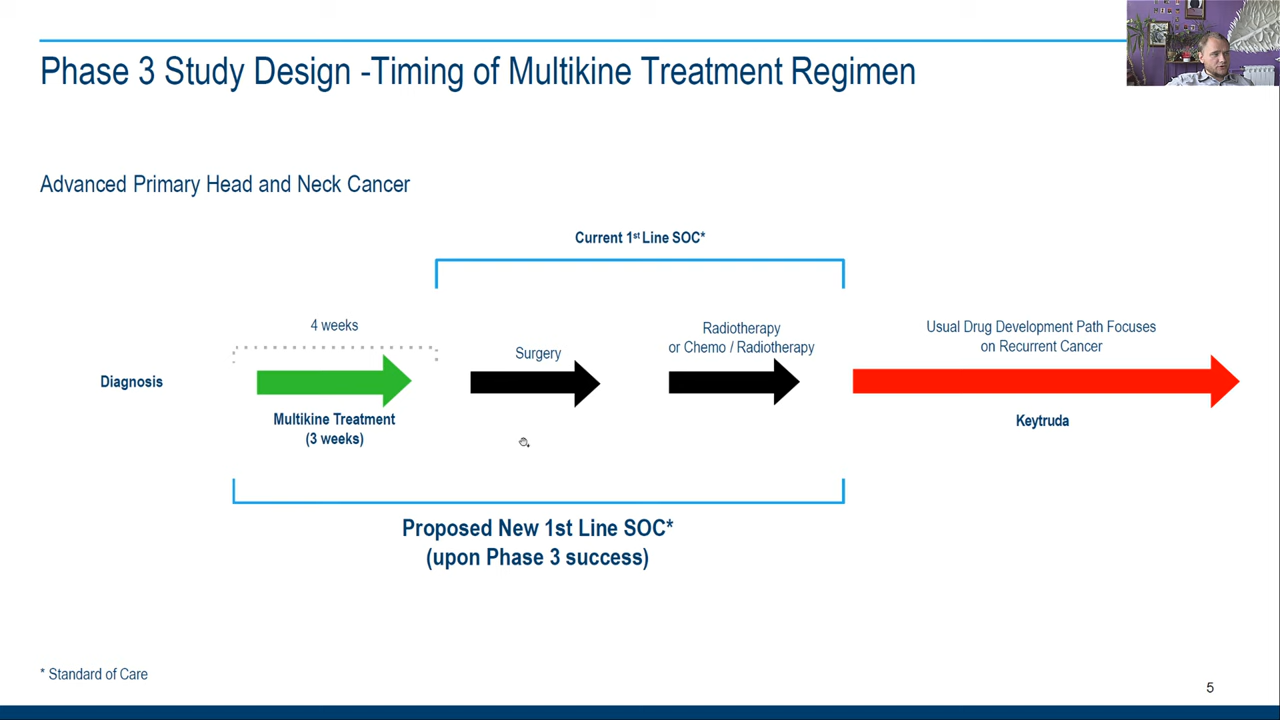 Phase 3 Study Design -Timing of Multikine Treatment Regimen
Advanced Primary Head and Neck Cancer
Current 1st Line SOC*
4 weeks
Surgery
Radiotherapy
or Chemo / Radiotherapy
Usual Drug Development Path Focuses
on Recurrent Cancer
Diagnosis
Multikine Treatment
(3 weeks)
Keytruda
Proposed New 1st Line SOC*
(upon Phase 3 success)
* Standard of Care
5